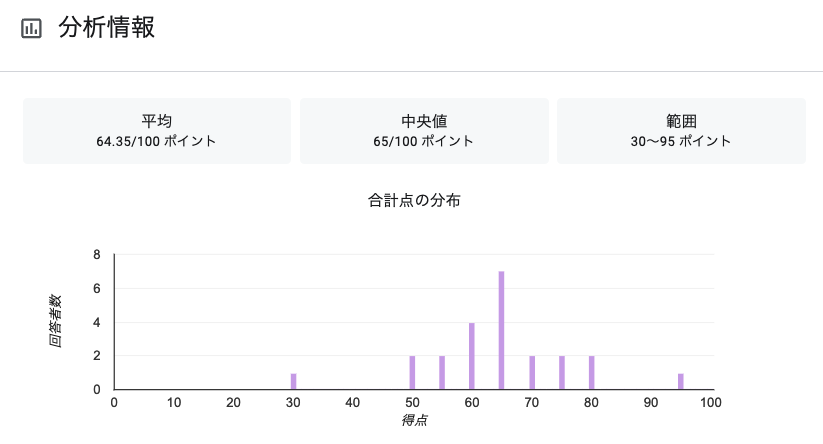 分析情報
平均
64.35/100 ポイント
中央値
65/100 ポイント
範囲
30～95 ポイント
合計点の分布
回答者数
8
6
4
2
0
0 10 20 30 40 50 60 70 80 90 100
得点